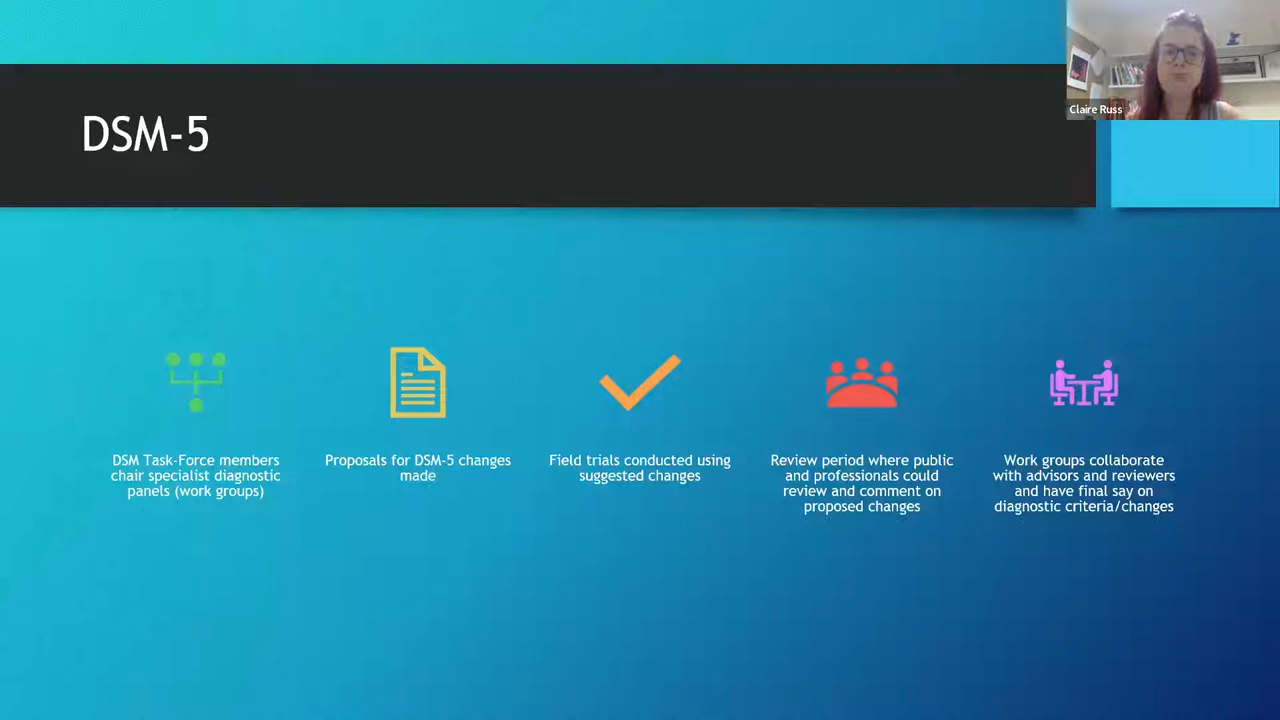 Claire Russ
DSM-5
DSM Task-Force members
chair specialist diagnostic
panels (work groups)
Proposals for DSM-5 changes
made
Field trials conducted using
suggested changes
Review period where public
and professionals could
review and comment on
proposed changes
Work groups collaborate
with advisors and reviewers
and have final say on
diagnostic criteria/changes